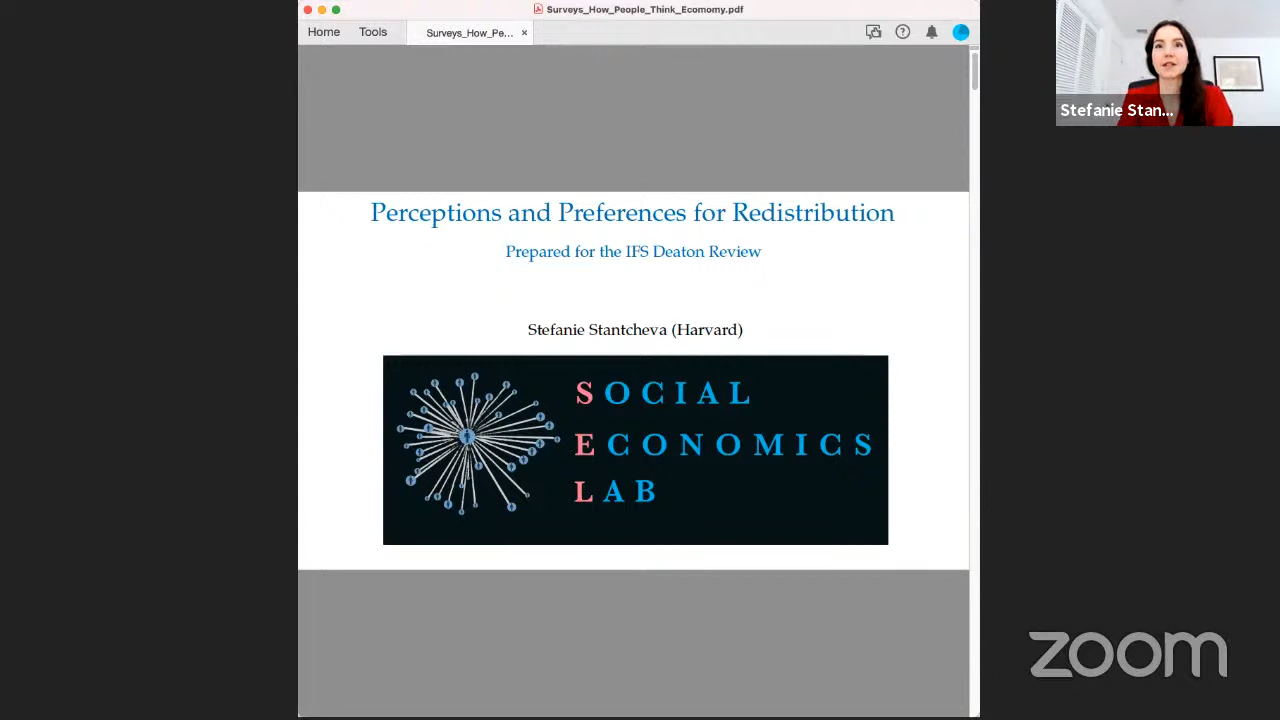 Surveys_How_People_Think_Ecomomy.pdf
Home Tools Surveys_How_Pe... ×
?
Stefanie Stan...
Perceptions and Preferences for Redistribution
Prepared for the IFS Deaton Review
Stefanie Stantcheva (Harvard)
SOCIAL
ECONOMICS
LAB
zoom